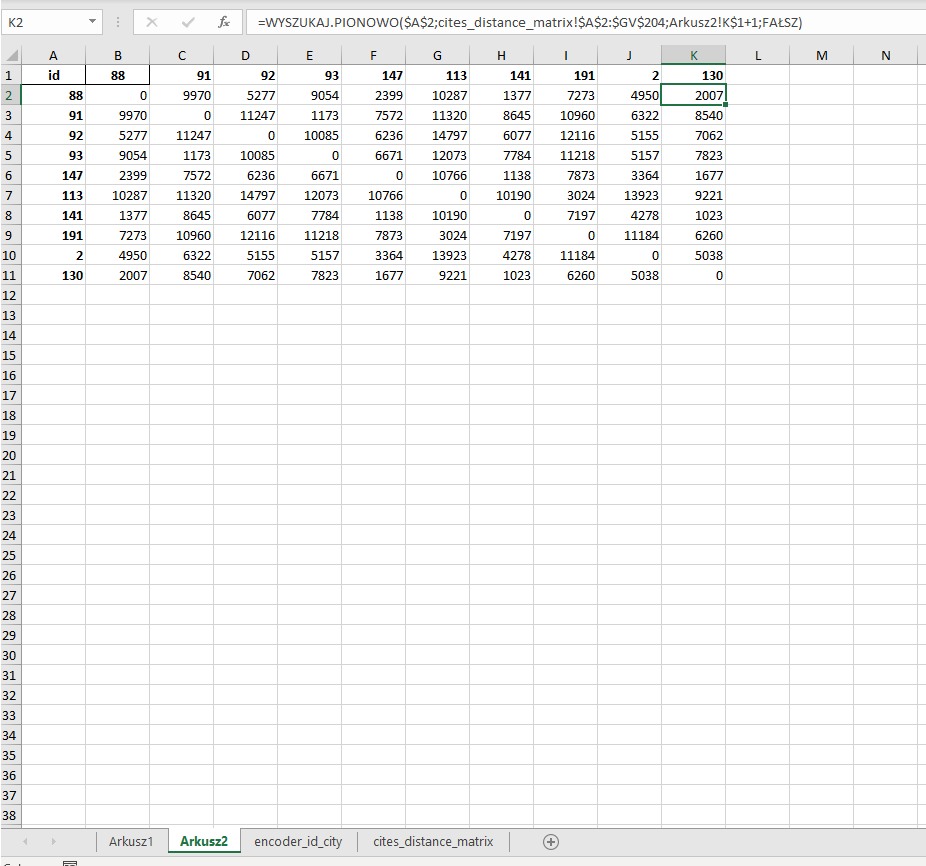 K2 =WYSZUKAJ.PIONOWO($A$2;cites_distance_matrix!$A$2:$GV$204;Arkusz2!K$1+1;FAŁSZ)
A B C D E F G H I J K L M N
1 id 88 91 92 93 147 113 141 191 2 130
2 88 0 9970 5277 9054 2399 10287 1377 7273 4950 2007
3 91 9970 0 11247 1173 7572 11320 8645 10960 6322 8540
4 92 5277 11247 0 10085 6236 14797 6077 12116 5155 7062
5 93 9054 1173 10085 0 6671 12073 7784 11218 5157 7823
6 147 2399 7572 6236 6671 0 10766 1138 7873 3364 1677
7 113 10287 11320 14797 12073 10766 0 10190 3024 13923 9221
8 141 1377 8645 6077 7784 1138 10190 0 7197 4278 1023
9 191 7273 10960 12116 11218 7873 3024 7197 0 11184 6260
10 2 4950 6322 5155 5157 3364 13923 4278 11184 0 5038
11 130 2007 8540 7062 7823 1677 9221 1023 6260 5038 0
12
13
14
15
16
17
18
19
20
21
22
23
24
25
26
27
28
29
30
31
32
33
34
35
36
37
38
Arkusz1 Arkusz2 encoder_id_city cites_distance_matrix